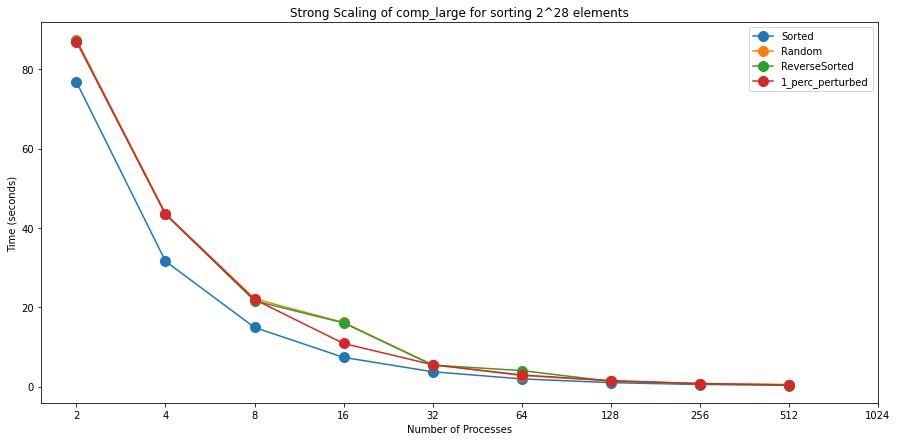 Strong Scaling of comp_large for sorting 2^28 elements
Sorted
Random
ReverseSorted
1_perc_perturbed
80
60
40
20
0
Time (seconds)
2 4 8 16 32 64 128 256 512 1024
Number of Processes